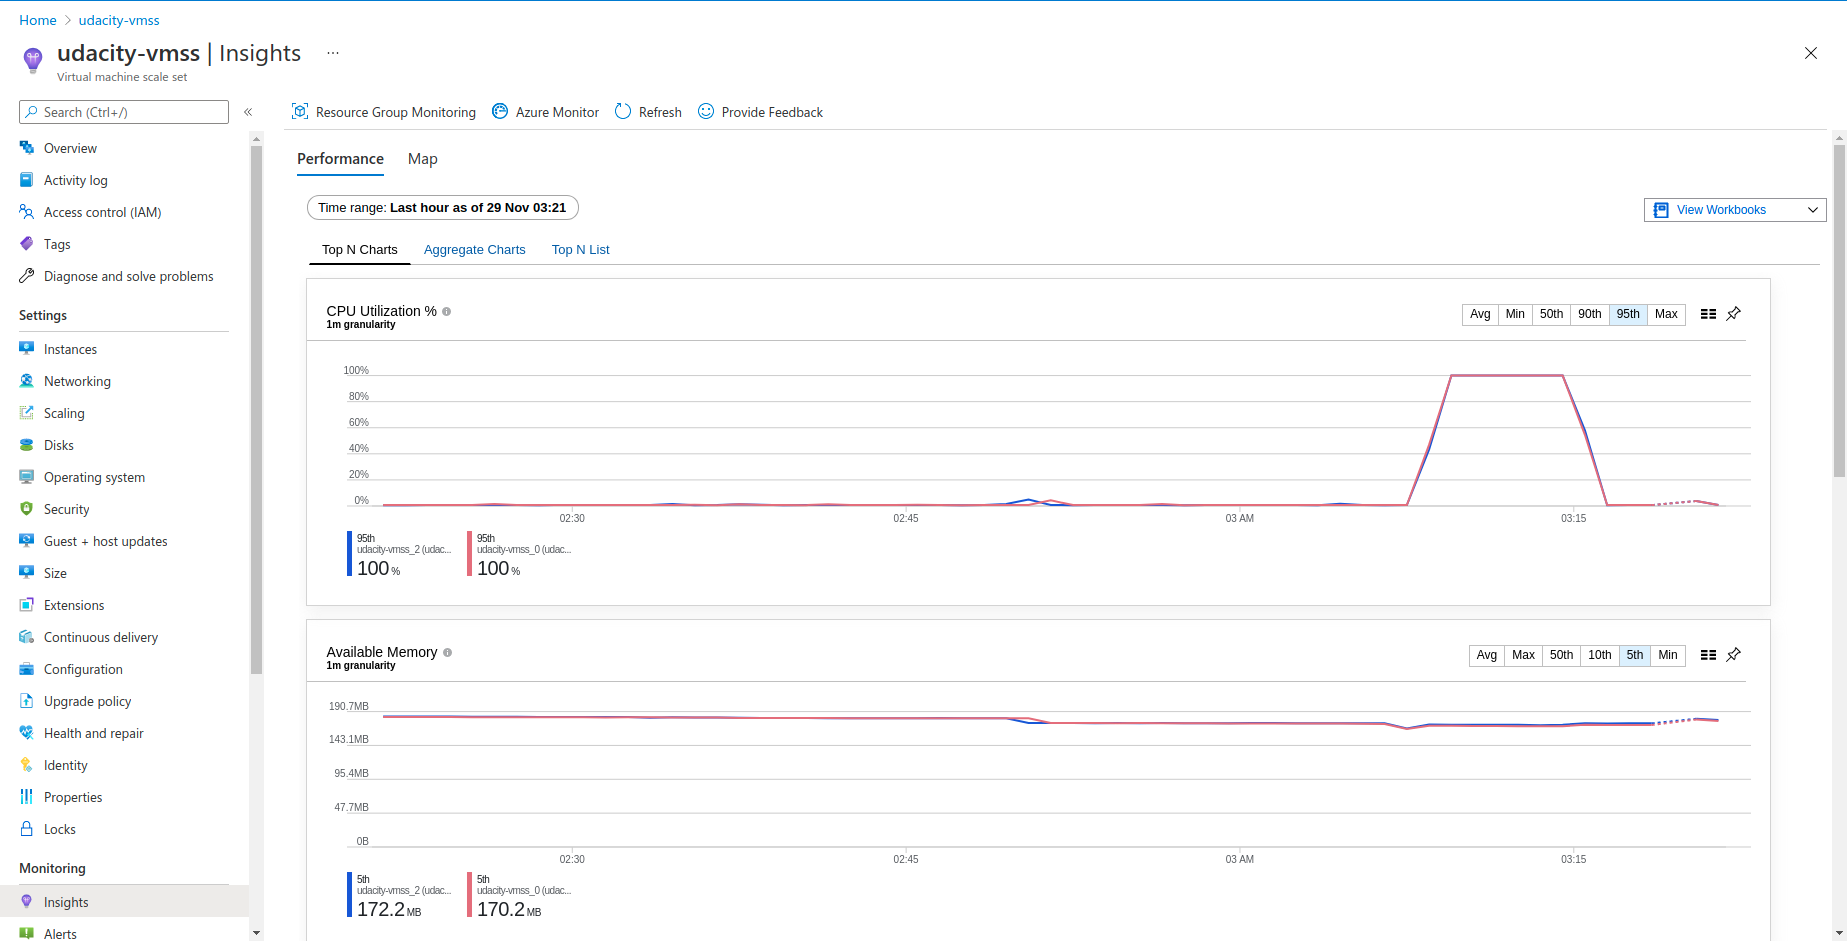 Home > udacity-vmss
udacity-vmss | Insights ...
Virtual machine scale set
Search (Ctrl+/)
«
Overview
Activity log
Access control (IAM)
Tags
Diagnose and solve problems
Settings
Instances
Networking
Scaling
Disks
Operating system
Security
Guest + host updates
Size
Extensions
Continuous delivery
Configuration
Upgrade policy
Health and repair
Identity
Properties
Locks
Monitoring
Insights
Alerts
Resource Group Monitoring Azure Monitor Refresh Provide Feedback
Performance Map
Time range: Last hour as of 29 Nov 03:21
View Workbooks
Top N Charts Aggregate Charts Top N List
CPU Utilization %
1m granularity
Avg Min 50th 90th 95th Max
100%
80%
60%
40%
20%
0%
02:30 02:45 03 AM 03:15
95th
udacity-vmss_2 (udac...
100 %
95th
udacity-vmss_0 (udac...
100 %
Available Memory
1m granularity
Avg Max 50th 10th 5th Min
190.7MB
143.1MB
95.4MB
47.7MB
0B
02:30 02:45 03 AM 03:15
5th
udacity-vmss_2 (udac...
172.2 MB
5th
udacity-vmss_0 (udac...
170.2 MB